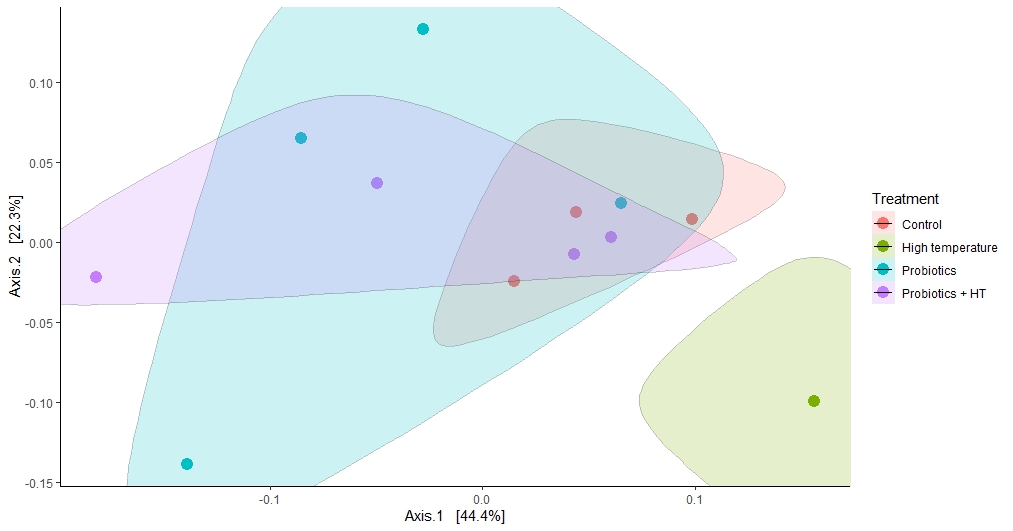 0.10
0.05
0.00
-0.05
-0.10
-0.15
Axis.2 [22.3%]
-0.1
0.0
0.1
Axis.1 [44.4%]
Treatment
Control
High temperature
Probiotics
Probiotics + HT